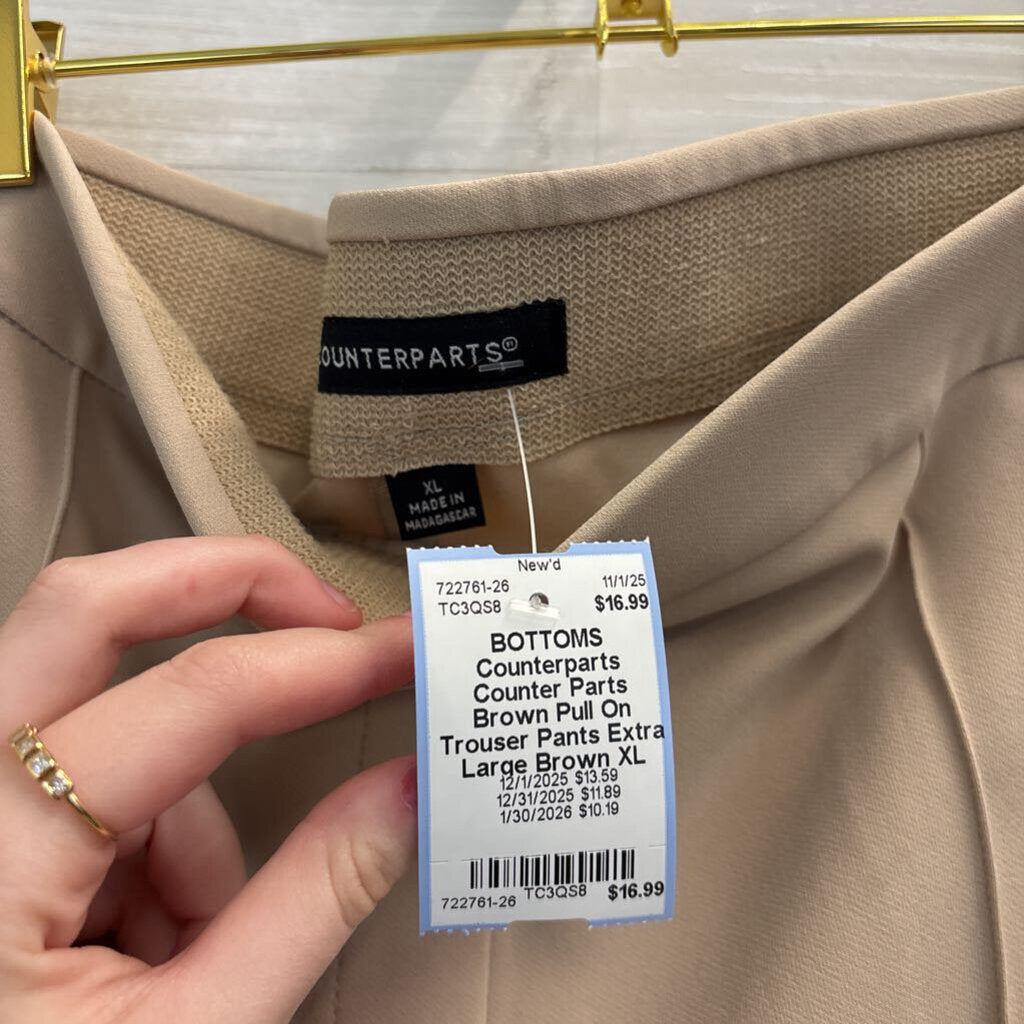 OUNTERPARTS®
XL
MADE IN
MADAGASCAR
New'd
722761-26 11/1/25
TC3QS8 $16.99
BOTTOMS
Counterparts
Counter Parts
Brown Pull On
Trouser Pants Extra
Large Brown XL
12/1/2025 $13.59
12/31/2025 $11.89
1/30/2026 $10.19
722761-26 TC3QS8 $16.99